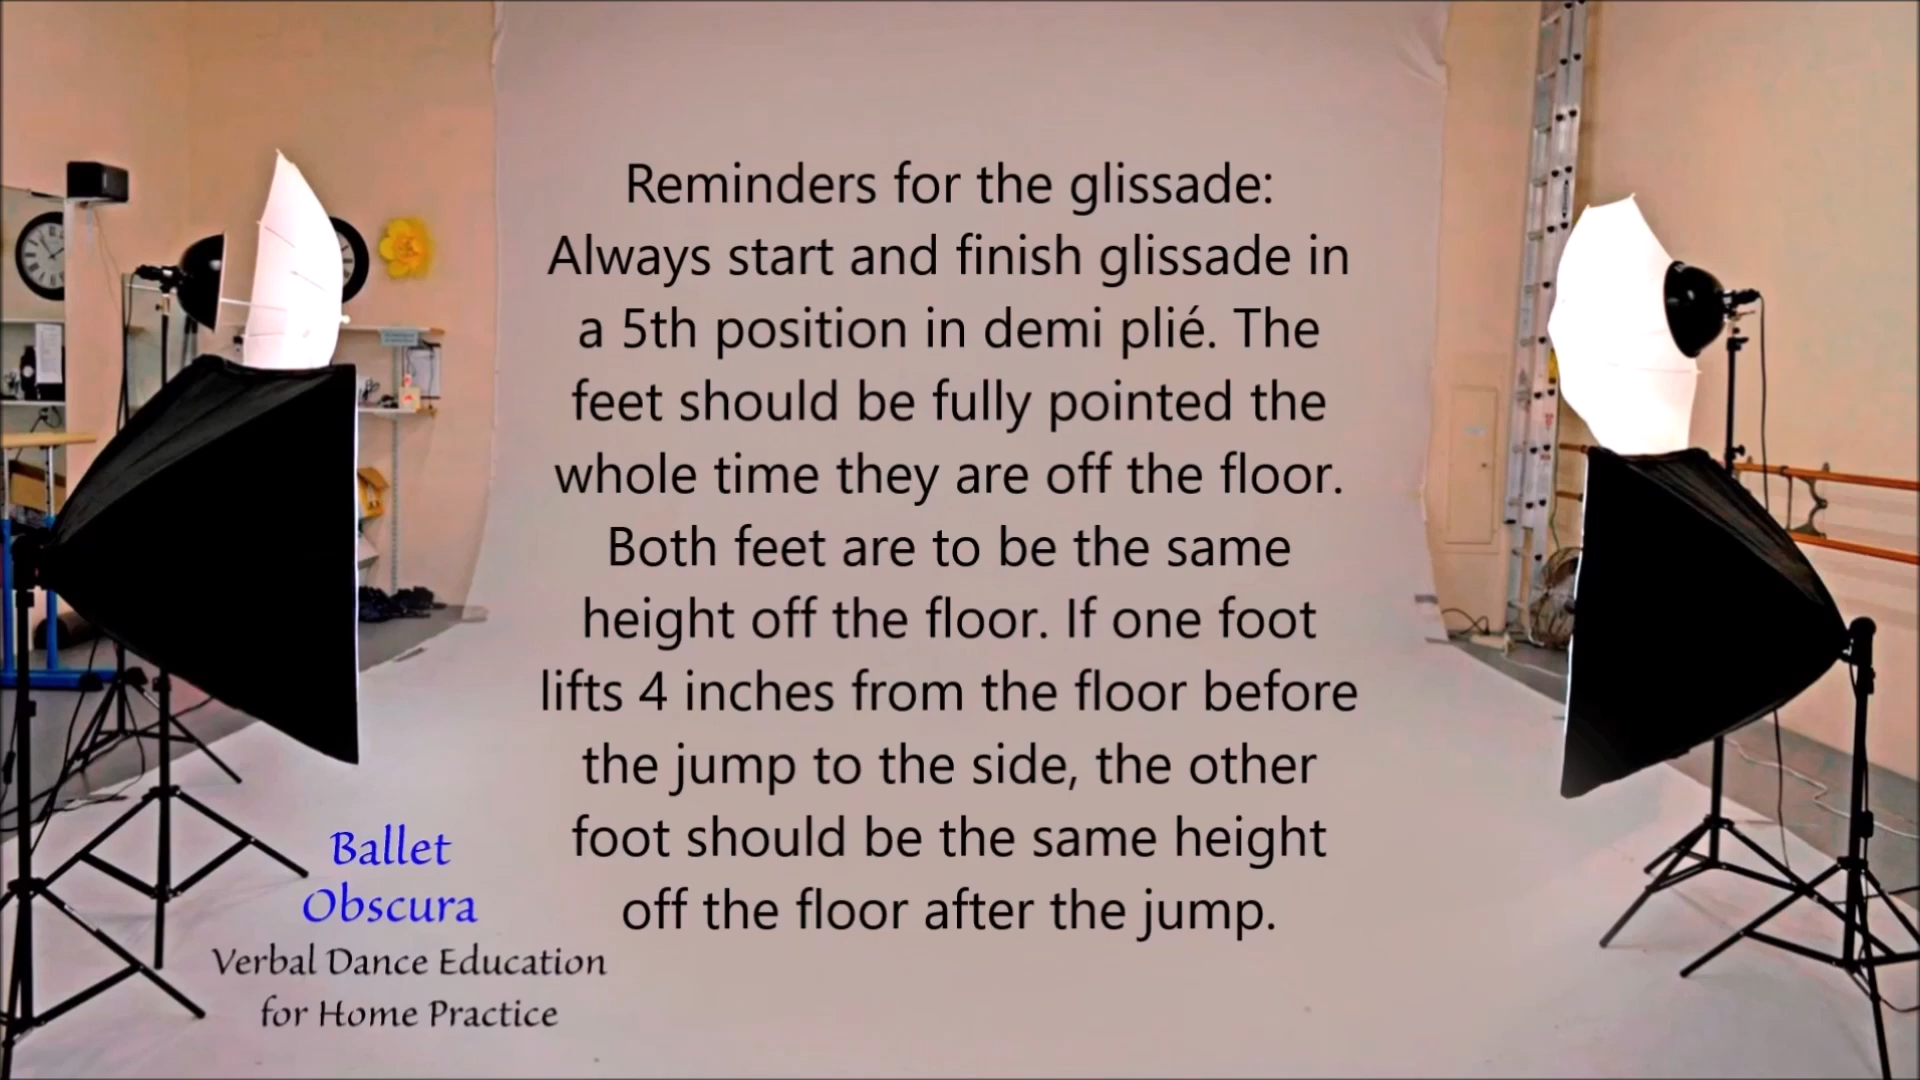 Reminders for the glissade:
Always start and finish glissade in
a 5th position in demi plié. The
feet should be fully pointed the
whole time they are off the floor.
Both feet are to be the same
height off the floor. If one foot
lifts 4 inches from the floor before
the jump to the side, the other
foot should be the same height
off the floor after the jump.
Ballet
Obscura
Verbal Dance Education
for Home Practice